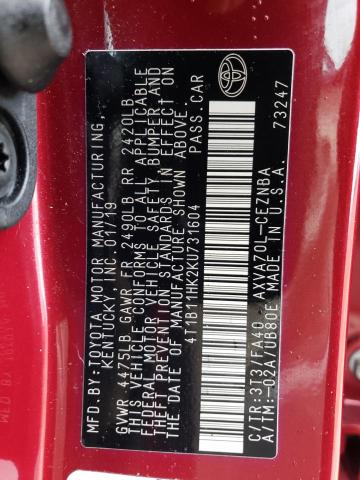 MFD.BY:TOYOTA MOTOR MANUFACTURING
KENTUCKY, INC. 01/19
GVWR 4475LB GAWR FR 2490LB RR 2420LB
THIS VEHICLE CONFORMS TO ALL APPLICABLE
FEDERAL MOTOR VEHICLE SAFETY, BUMPER, AND
THEFT PREVENTION STANDARDS IN EFFECT ON
THE DATE OF MANUFACTURE SHOWN ABOVE.
4T1B11HK2KU731604 PASS.CAR
C/TR:3T3/FA40 AXVA70L-CEZNBA
A/TM:-02A/UB80E MADE IN U.S.A.
73247